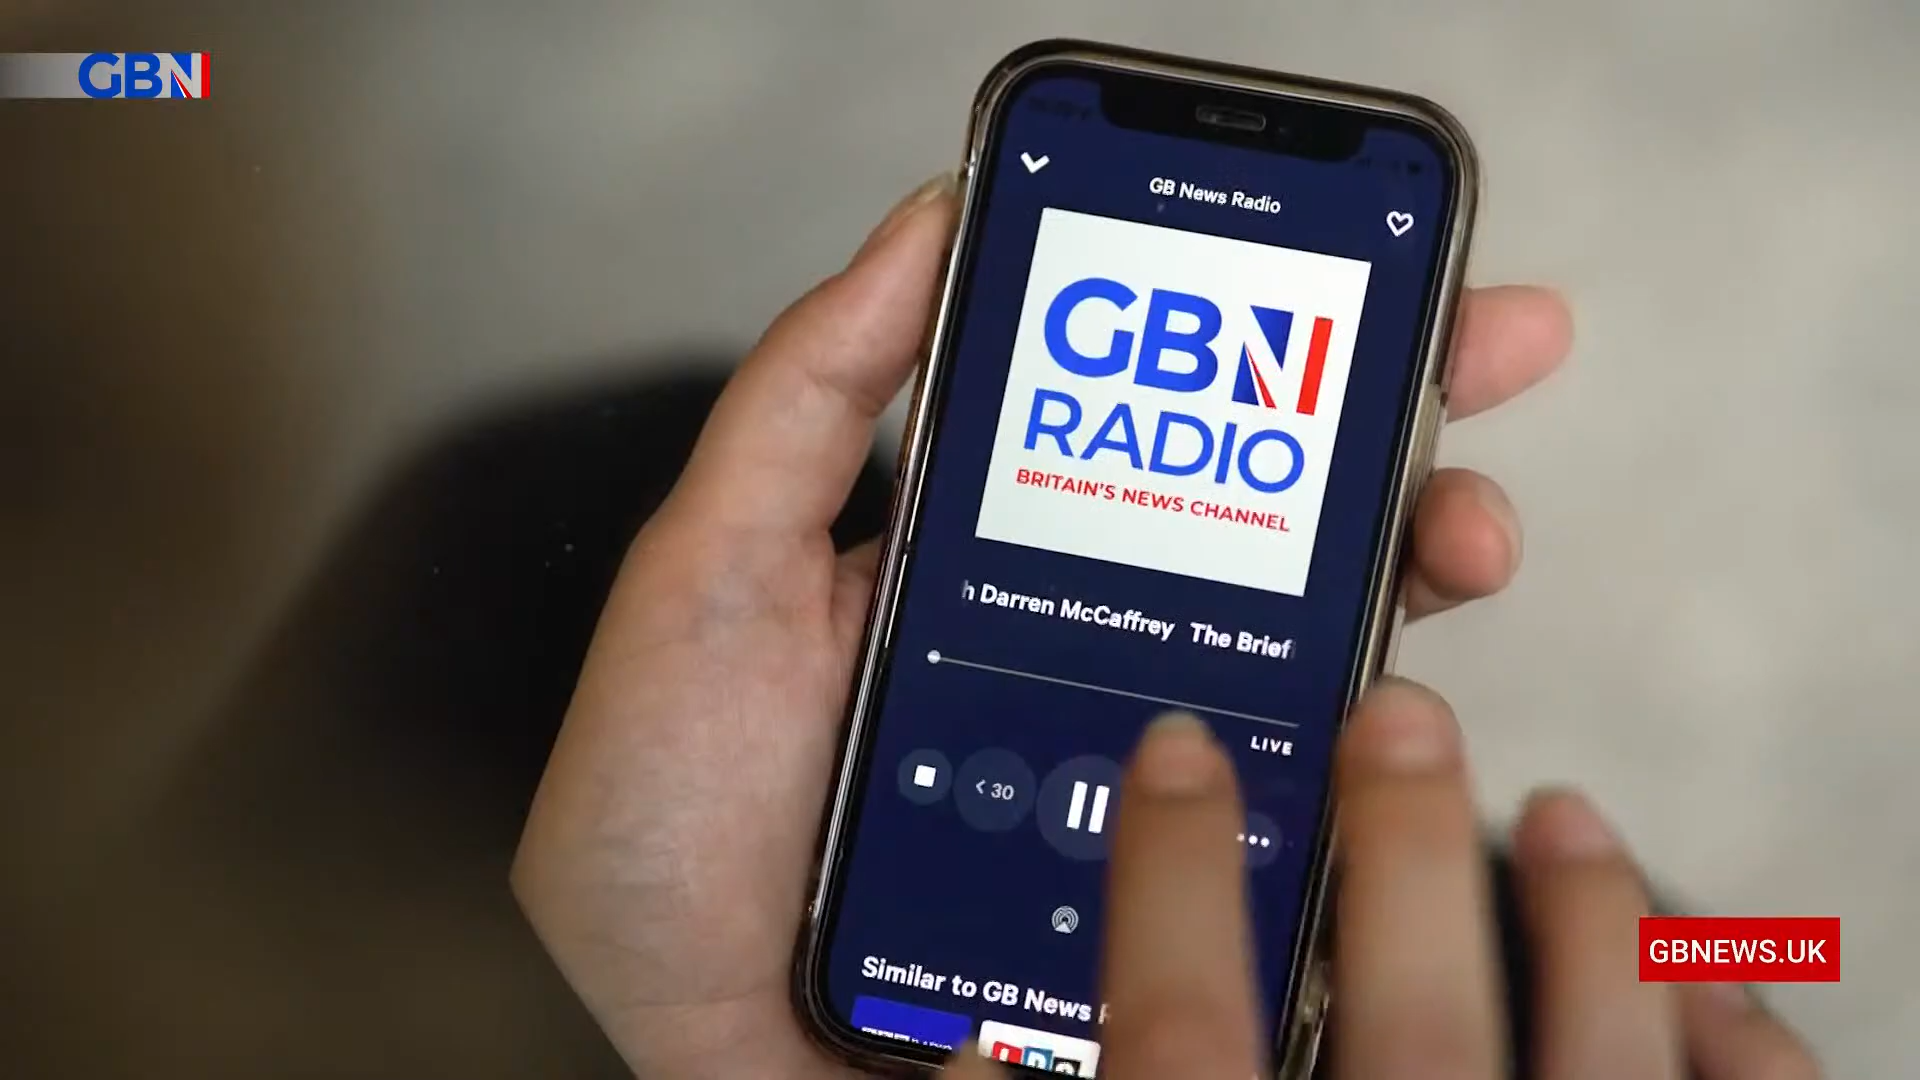 GBN
GB News Radio
GBN
RADIO
BRITAIN'S NEWS CHANNEL
Darren McCaffrey The Brief
LIVE
< 30
Similar to GB News
GBNEWS.UK